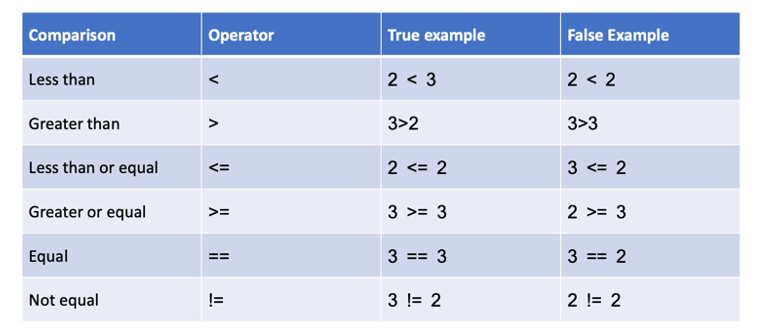 Comparison Operator True example False Example
Less than < 2 < 3 2 < 2
Greater than > 3>2 3>3
Less than or equal <= 2 <= 2 3 <= 2
Greater or equal >= 3 >= 3 2 >= 3
Equal == 3 == 3 3 == 2
Not equal != 3 != 2 2 != 2